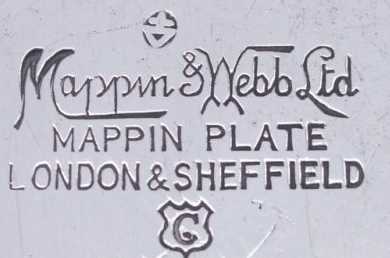 Mappin & Webb Ltd
MAPPIN PLATE
LONDON & SHEFFIELD
G